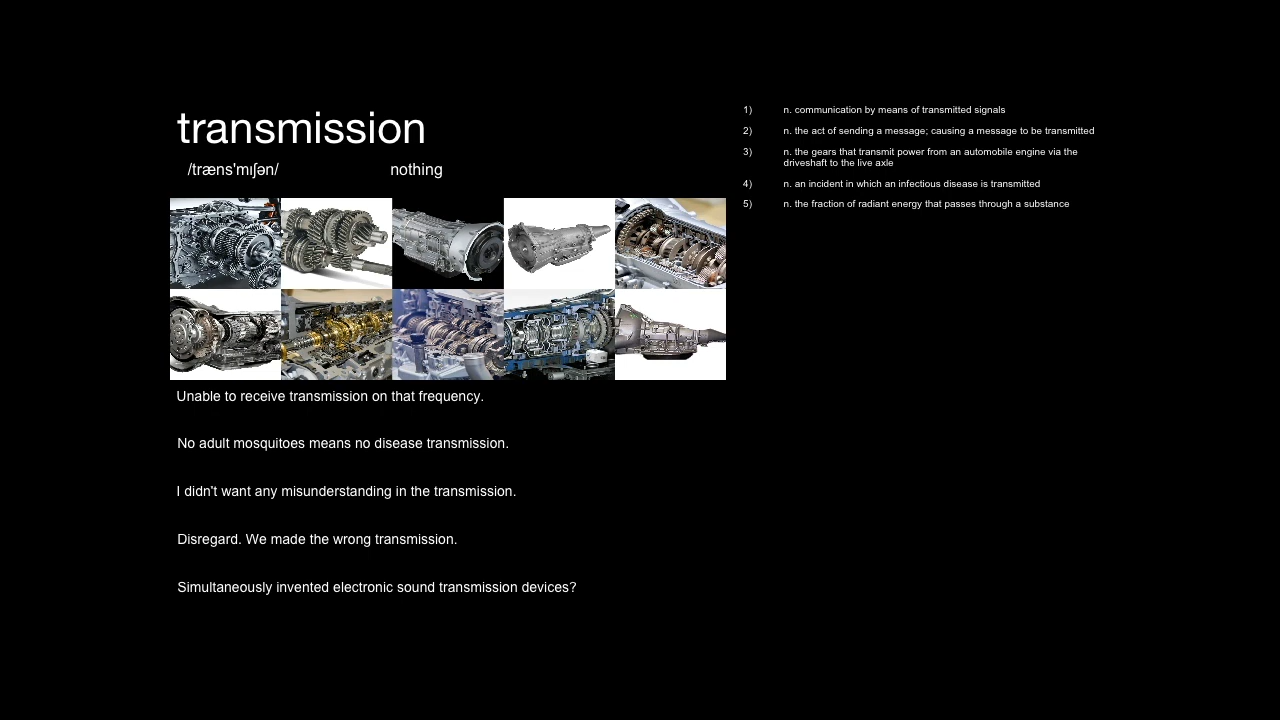 transmission
/træns'mɪʃən/ nothing
Unable to receive transmission on that frequency.
No adult mosquitoes means no disease transmission.
I didn't want any misunderstanding in the transmission.
Disregard. We made the wrong transmission.
Simultaneously invented electronic sound transmission devices?
1) n. communication by means of transmitted signals
2) n. the act of sending a message; causing a message to be transmitted
3) n. the gears that transmit power from an automobile engine via the
driveshaft to the live axle
4) n. an incident in which an infectious disease is transmitted
5) n. the fraction of radiant energy that passes through a substance